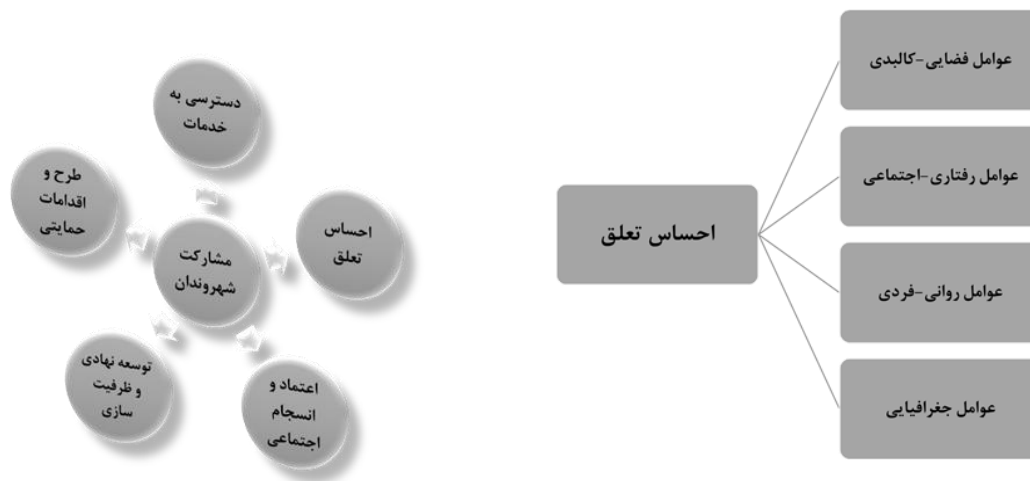 عوامل فضایی-کالبدی
عوامل رفتاری-اجتماعی
احساس تعلق
عوامل روانی-فردی
عوامل جغرافیایی
دسترسی به
خدمات
احساس
تعلق
طرح و
اقدامات
حمایتی
مشارکت
شهروندان
اعتماد و
انسجام
اجتماعی
توسعه نهادی
و ظرفیت
سازی